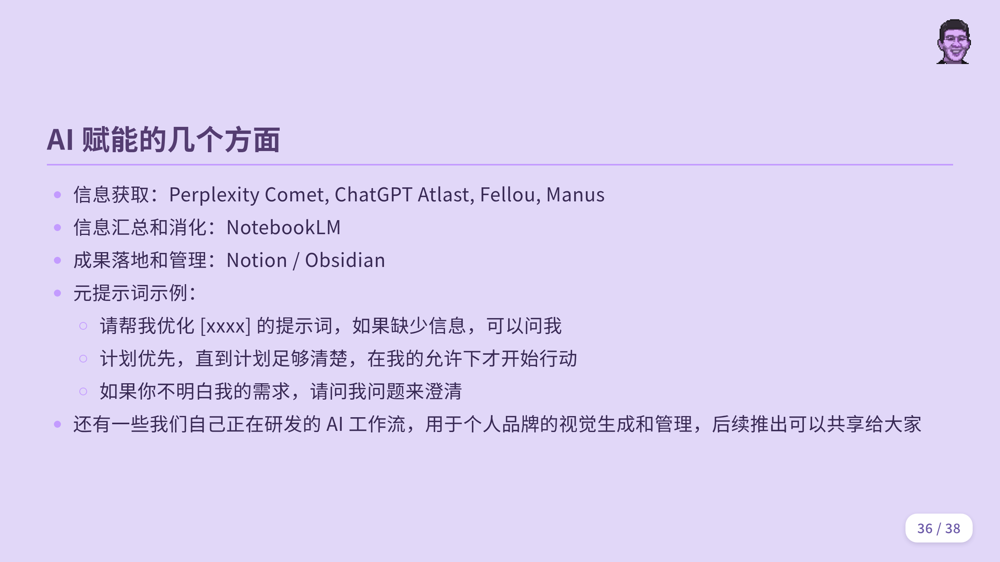 AI 赋能的几个方面
信息获取：Perplexity Comet, ChatGPT Atlast, Fellou, Manus
信息汇总和消化：NotebookLM
成果落地和管理：Notion / Obsidian
元提示词示例：
请帮我优化 [xxxx] 的提示词，如果缺少信息，可以问我
计划优先，直到计划足够清楚，在我的允许下才开始行动
如果你不明白我的需求，请问我问题来澄清
还有一些我们自己正在研发的 AI 工作流，用于个人品牌的视觉生成和管理，后续推出可以共享给大家
36 / 38